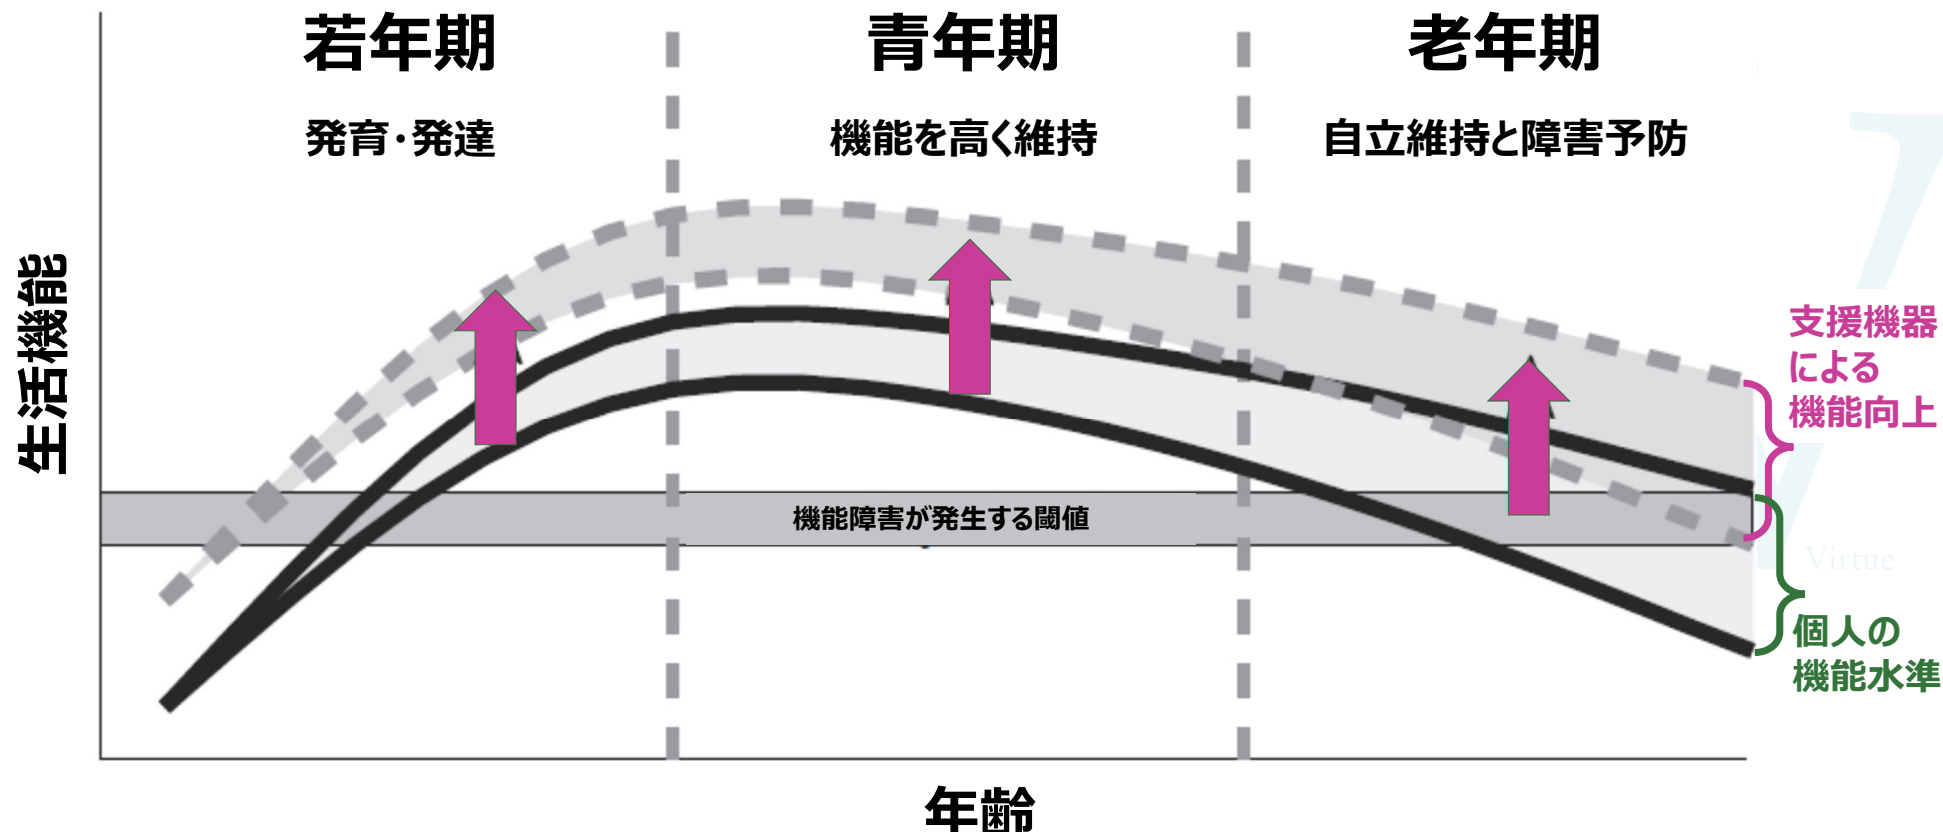 若年期
青年期
老年期
発育・発達
機能を高く維持
自立維持と障害予防
生活機能
支援機器
による
機能向上
機能障害が発生する閾値
Virtue
個人の
機能水準
年齢